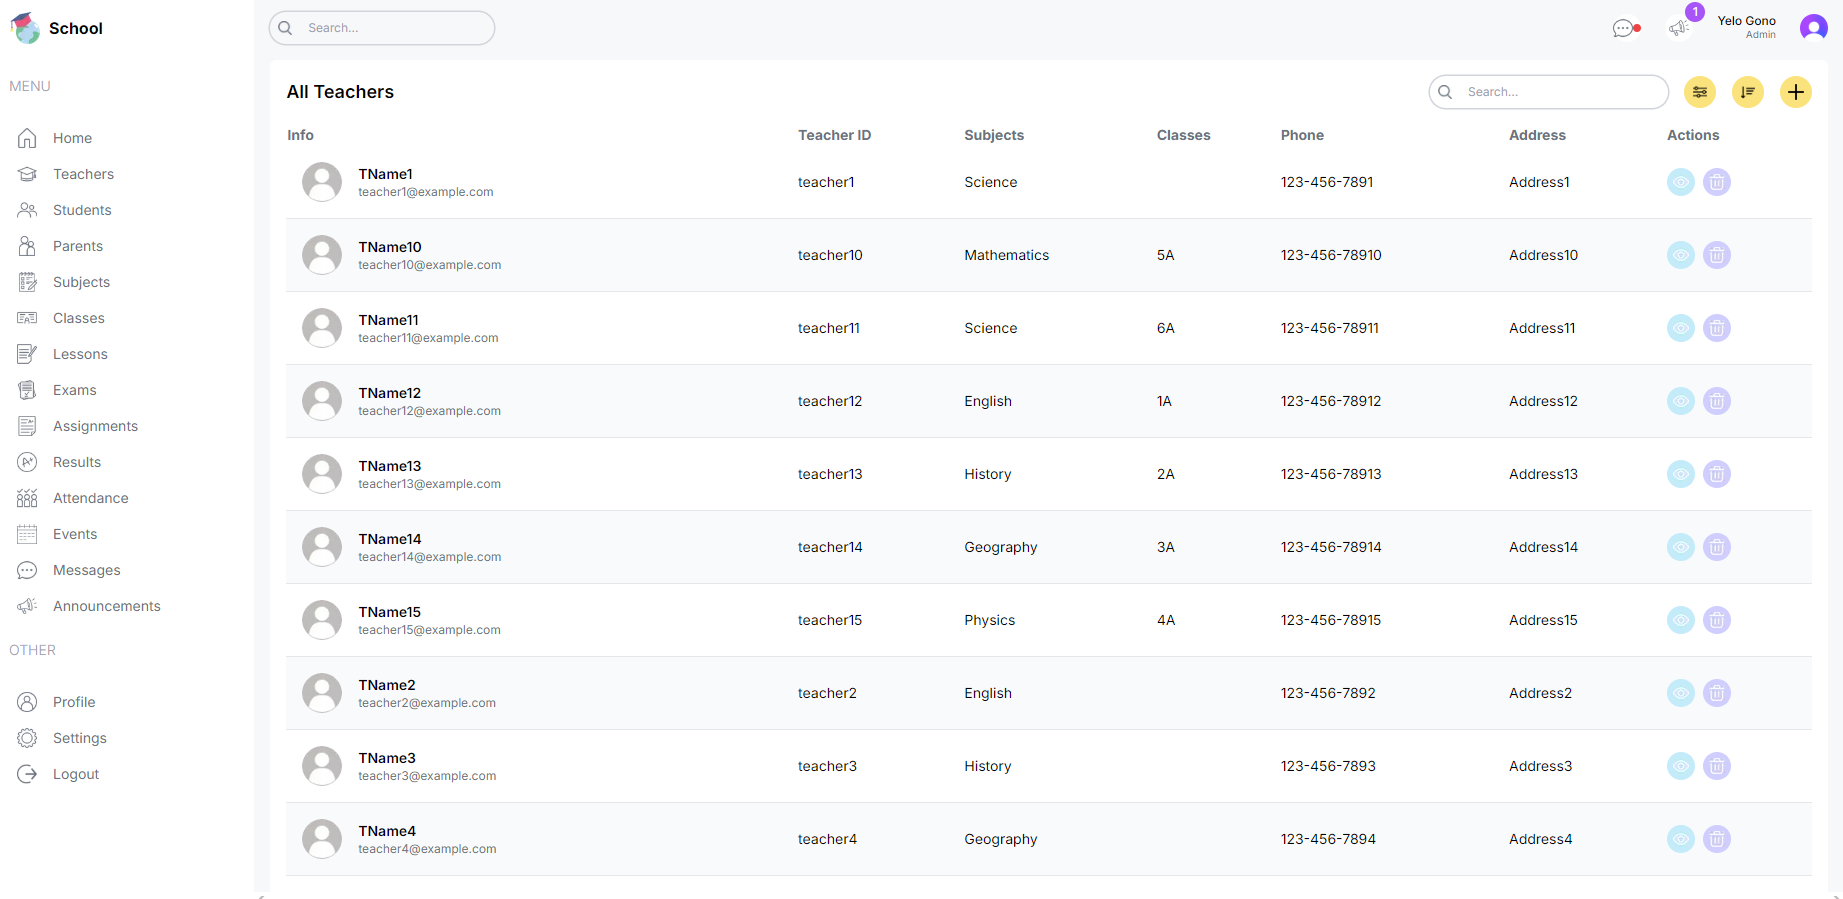 School
Search...
1
Yelo Gono
Admin
MENU
Home
Teachers
Students
Parents
Subjects
Classes
Lessons
Exams
Assignments
Results
Attendance
Events
Messages
Announcements
OTHER
Profile
Settings
Logout
All Teachers
Search...
Info Teacher ID Subjects Classes Phone Address Actions
TName1
teacher1@example.com
teacher1 Science 123-456-7891 Address1
TName10
teacher10@example.com
teacher10 Mathematics 5A 123-456-78910 Address10
TName11
teacher11@example.com
teacher11 Science 6A 123-456-78911 Address11
TName12
teacher12@example.com
teacher12 English 1A 123-456-78912 Address12
TName13
teacher13@example.com
teacher13 History 2A 123-456-78913 Address13
TName14
teacher14@example.com
teacher14 Geography 3A 123-456-78914 Address14
TName15
teacher15@example.com
teacher15 Physics 4A 123-456-78915 Address15
TName2
teacher2@example.com
teacher2 English 123-456-7892 Address2
TName3
teacher3@example.com
teacher3 History 123-456-7893 Address3
TName4
teacher4@example.com
teacher4 Geography 123-456-7894 Address4